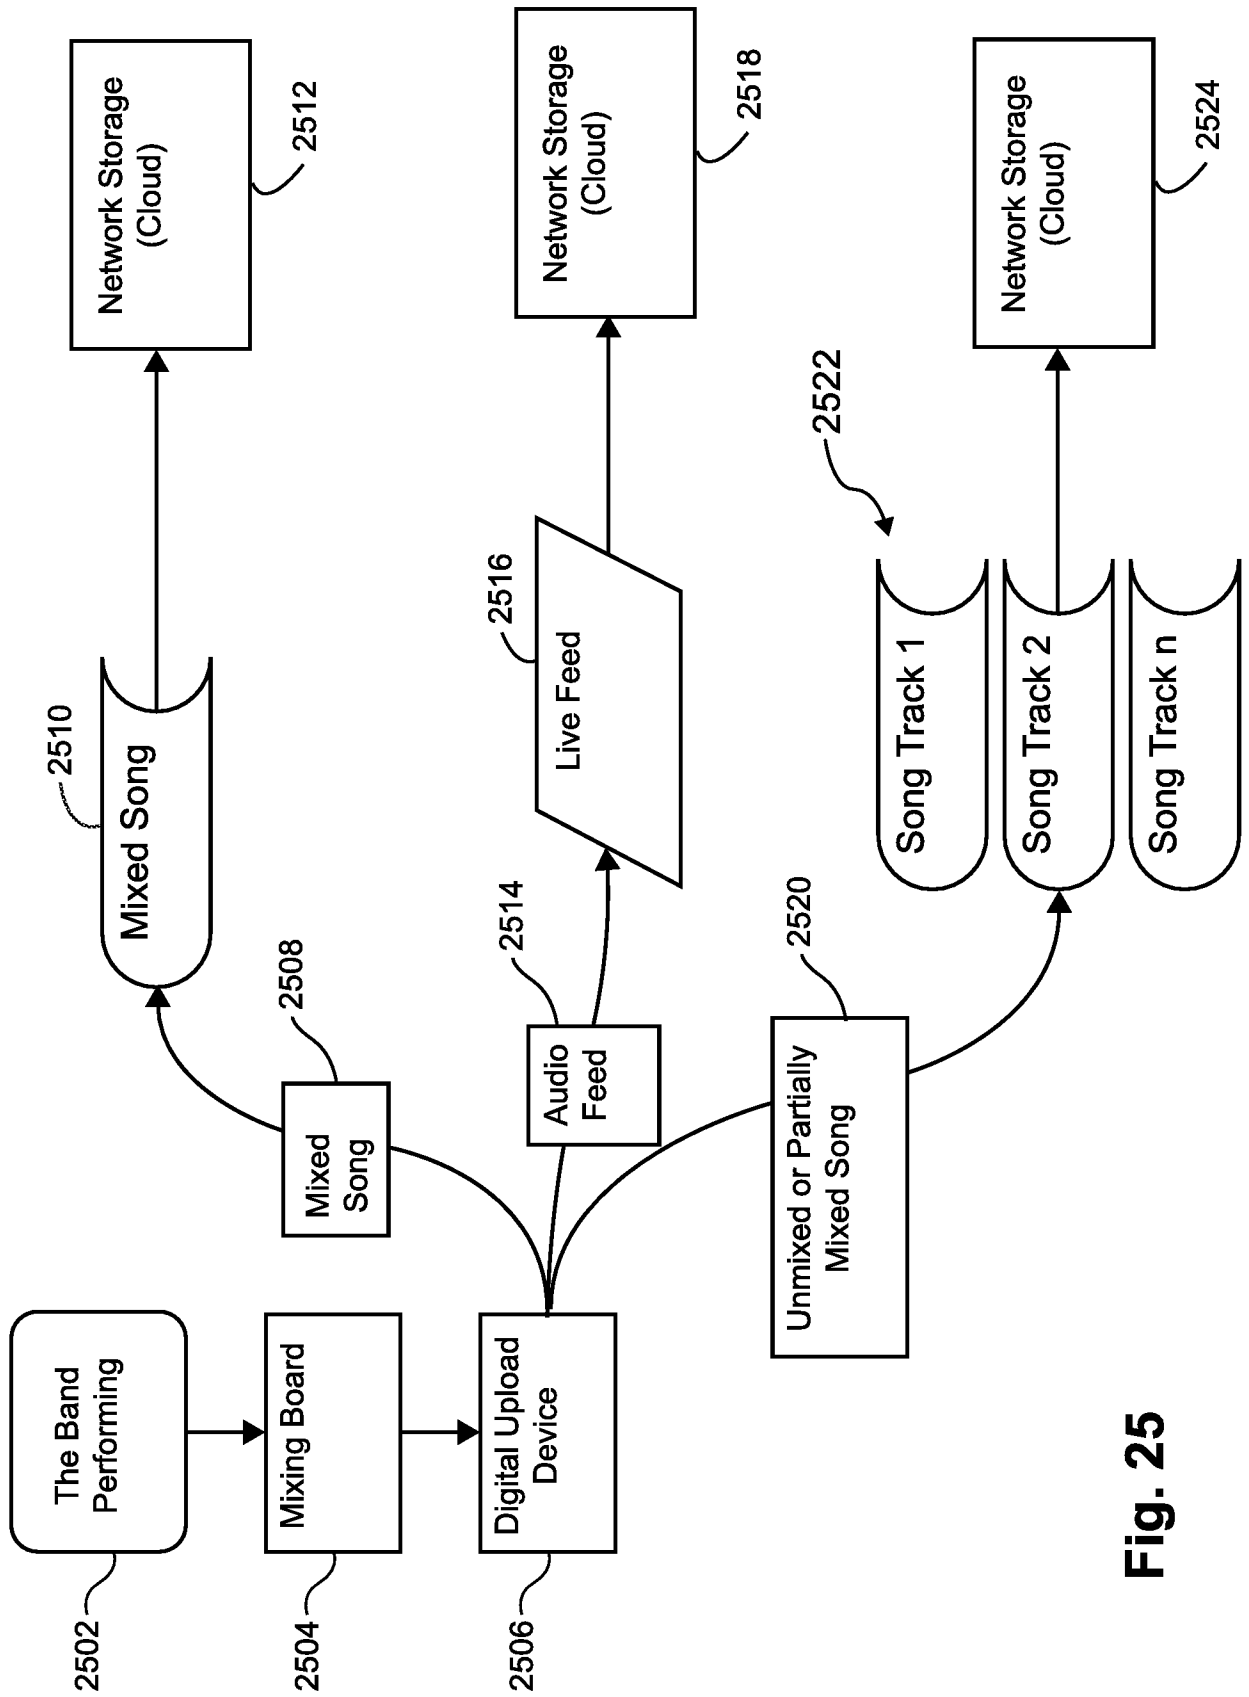 The Band
Performing
2502
Mixing Board
2504
Digital Upload
Device
2506
Mixed
Song
2508
Mixed Song
2510
Network Storage
(Cloud)
2512
Audio
Feed
2514
Live Feed
2516
Network Storage
(Cloud)
2518
Unmixed or Partially
Mixed Song
2520
Song Track 1
Song Track 2
Song Track n
2522
Network Storage
(Cloud)
2524
Fig. 25